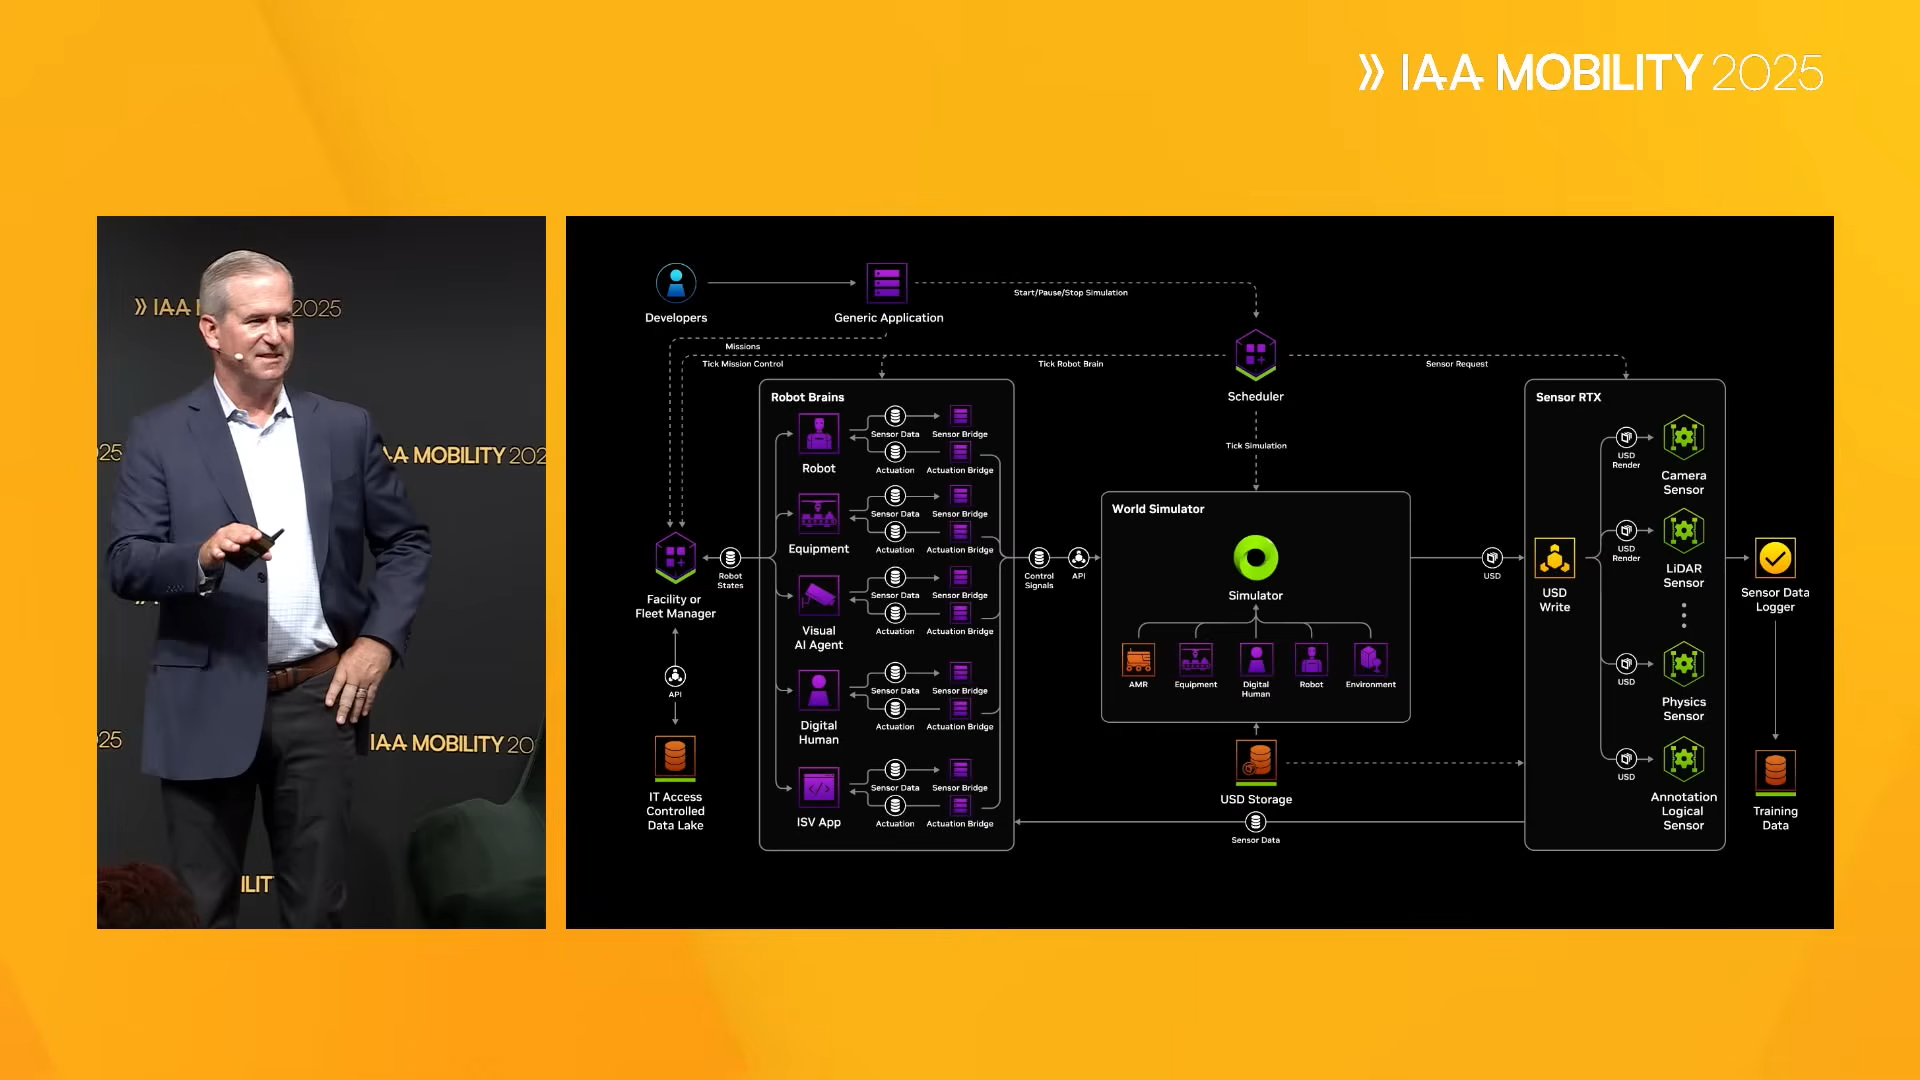 IAA MOBILITY 2025
IAA
2025
25
IAA MOBILITY 202
25
IAA MOBILITY 20
ILIT
Developers
Generic Application
Start/Pause/Stop Simulation
Missions
Tick Mission Control
Tick Robot Brain
Scheduler
Sensor Request
Tick Simulation
Robot Brains
Robot
Sensor Data
Sensor Bridge
Actuation
Actuation Bridge
Equipment
Sensor Data
Sensor Bridge
Actuation
Actuation Bridge
Visual
AI Agent
Sensor Data
Sensor Bridge
Actuation
Actuation Bridge
Digital
Human
Sensor Data
Sensor Bridge
Actuation
Actuation Bridge
ISV App
Sensor Data
Sensor Bridge
Actuation
Actuation Bridge
Facility or
Fleet Manager
Robot
States
API
IT Access
Controlled
Data Lake
Control
Signals
API
World Simulator
Simulator
AMR
Equipment
Digital
Human
Robot
Environment
USD Storage
Sensor Data
USD
USD
Write
Sensor RTX
USD
Render
Camera
Sensor
USD
Render
LiDAR
Sensor
USD
Physics
Sensor
USD
Annotation
Logical
Sensor
Sensor Data
Logger
Training
Data